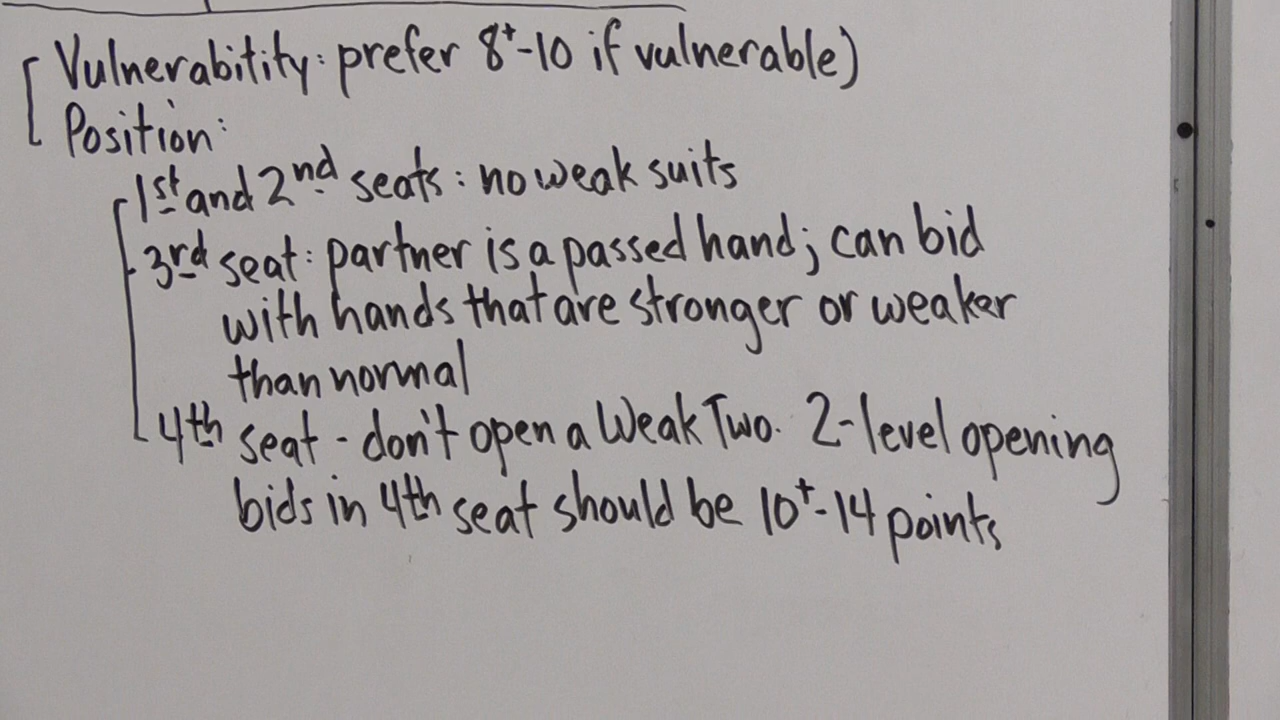 Vulnerabitity: prefer 8⁺-10 if vulnerable)
Position:
1st and 2nd seats: no weak suits
3rd seat: partner is a passed hand; can bid
with hands that are stronger or weaker
than normal
4th seat - don't open a Weak Two. 2-level opening
bids in 4th seat should be 10⁺-14 points